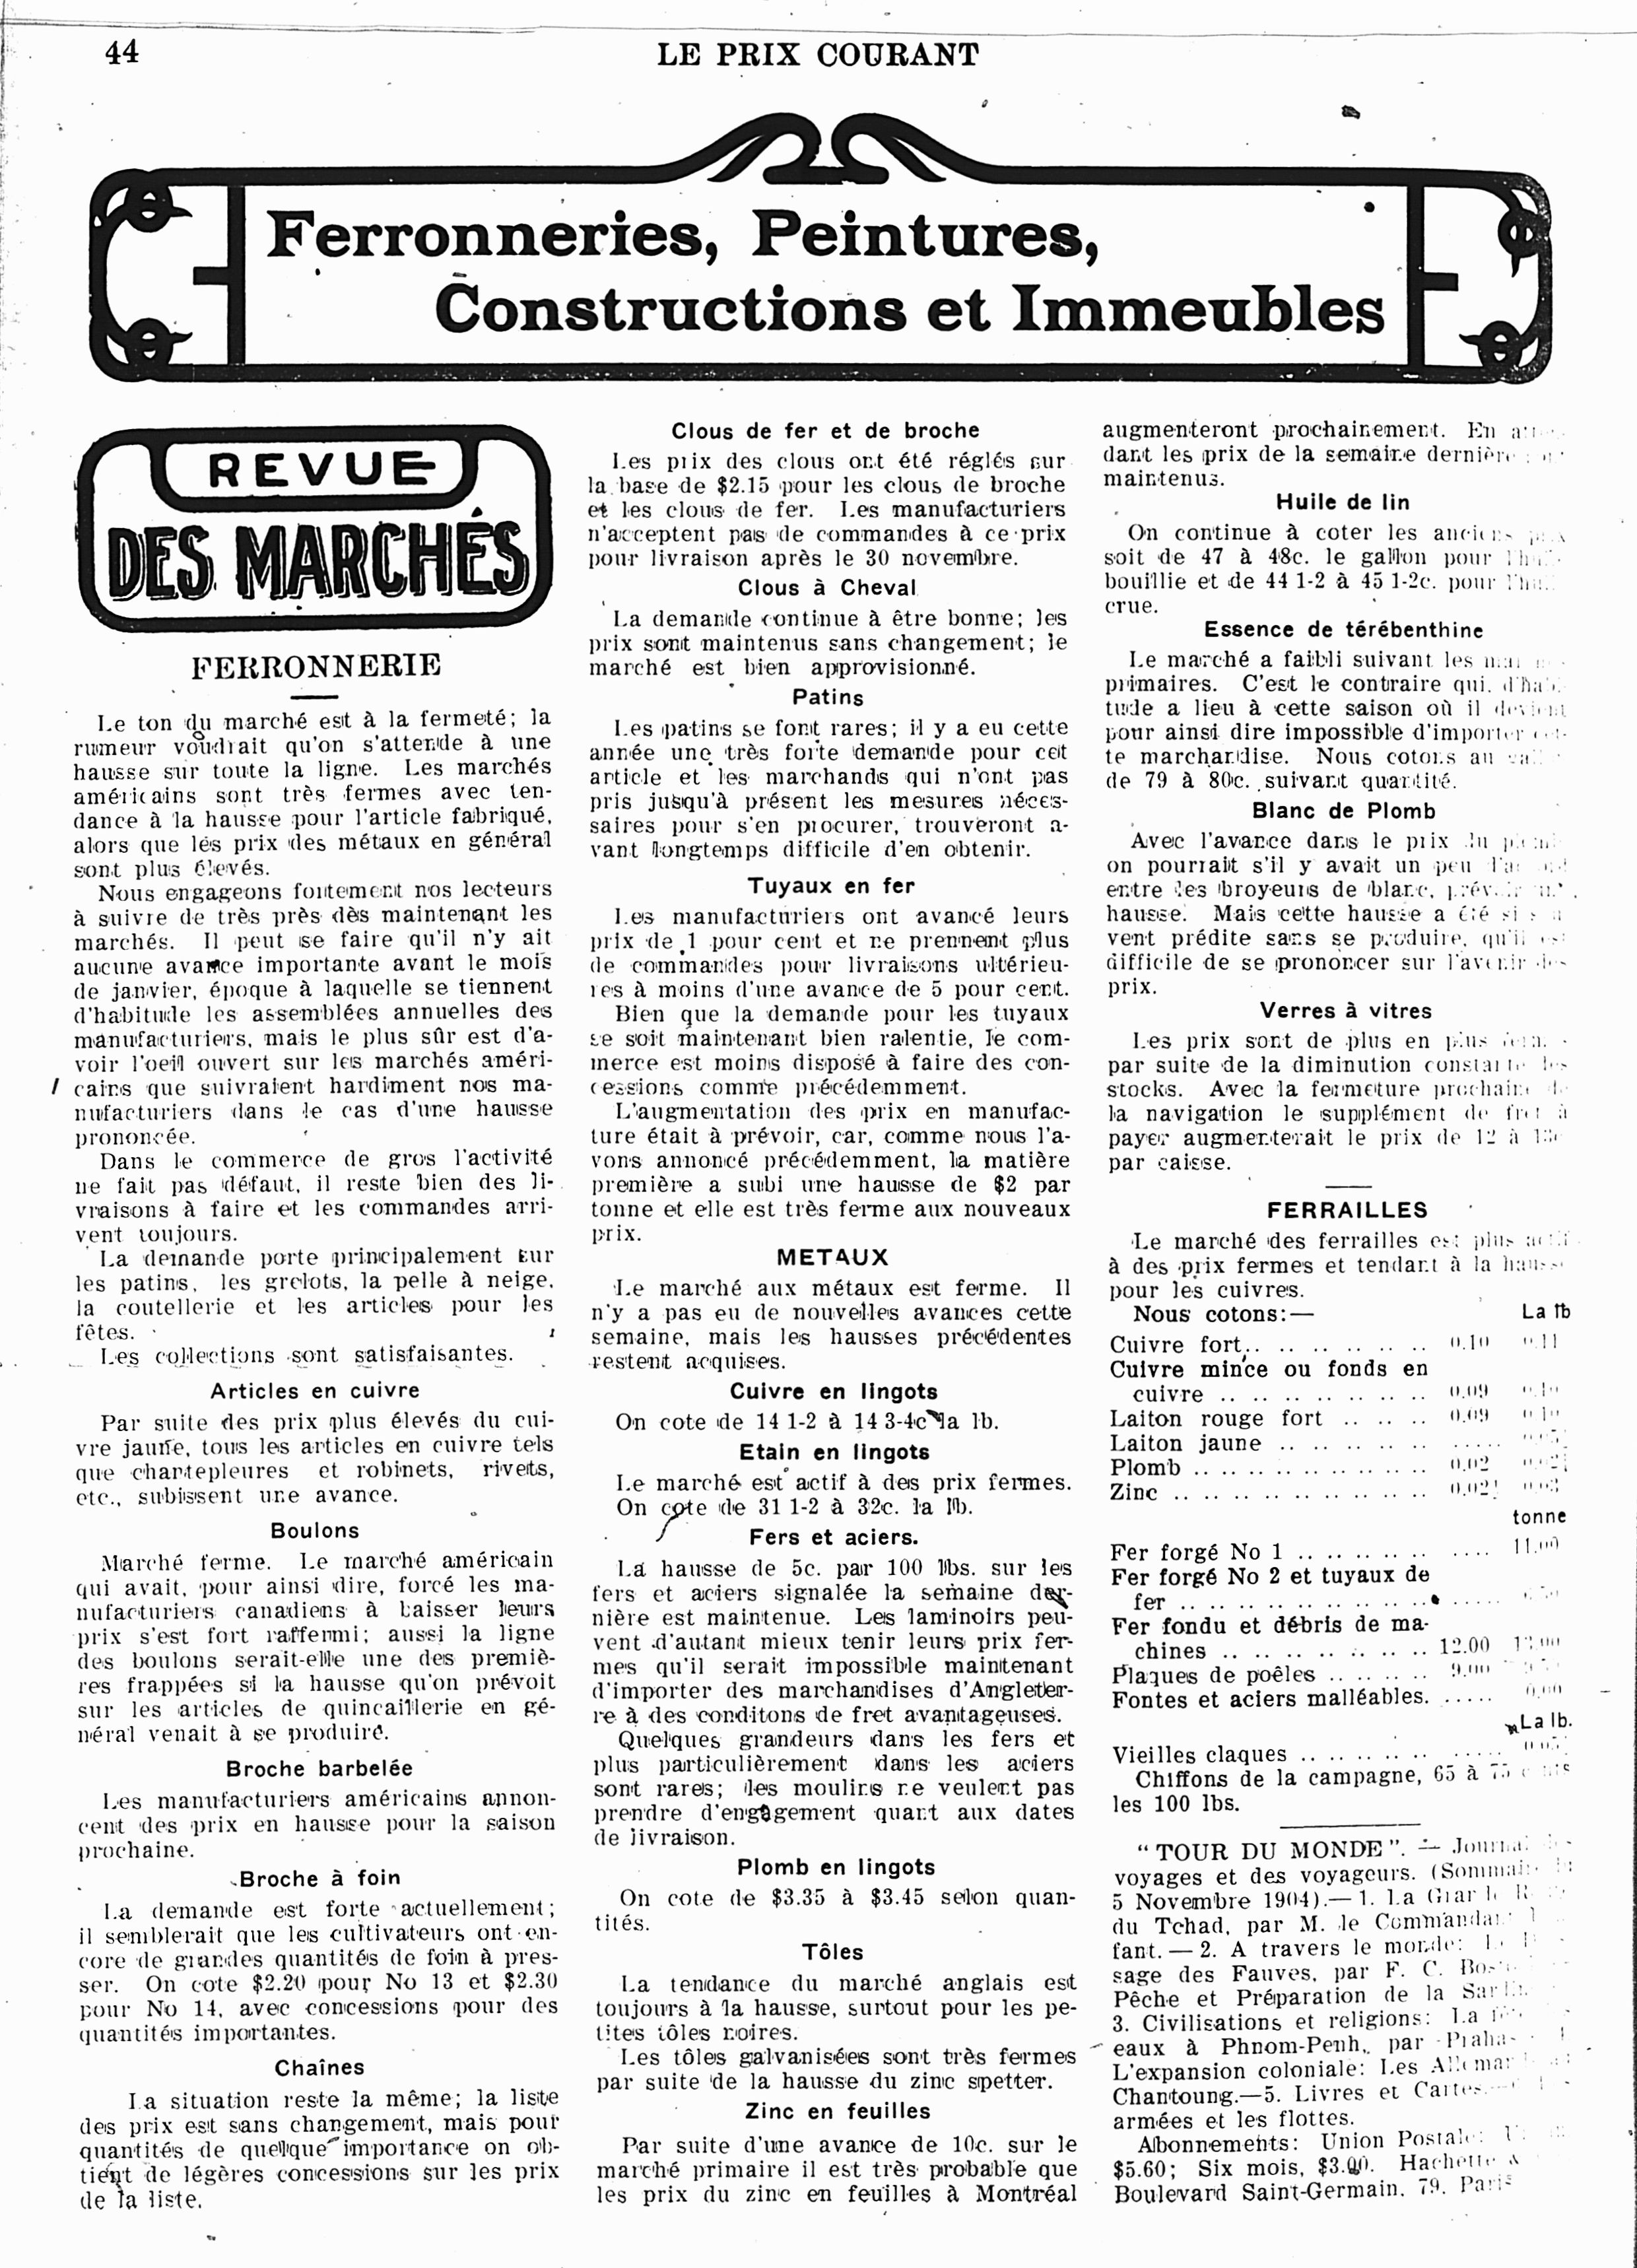 44
LE PRIX COURANT
Ferronneries, Peintures,
Constructions et Immeubles
REVUE
DES MARCHÉS
FERRONNERIE
Le ton du marché est à la fermeté; la
rumeur voudrait qu'on s'attende à une
hausse sur toute la ligne. Les marchés
américains sont très fermes avec ten-
dance à la hausse pour l'article fabriqué,
alors que les prix des métaux en général
sont plus élevés.
Nous engageons fortement nos lecteurs
à suivre de très près dès maintenant les
marchés. Il peut se faire qu'il n'y ait
aucune avance importante avant le mois
de janvier, époque à laquelle se tiennent
d'habitude les assemblées annuelles des
manufacturiers, mais le plus sûr est d'a-
voir l'oeil ouvert sur les marchés améri-
cains que suivraient hardiment nos ma-
nufacturiers dans le cas d'une hausse
prononcée.
Dans le commerce de gros l'activité
ne fait pas défaut, il reste bien des li-
vraisons à faire et les commandes arri-
vent toujours.
La demande porte principalement sur
les patins, les grelots, la pelle à neige,
la coutellerie et les articles pour les
fêtes.
Les collections sont satisfaisantes.
Articles en cuivre
Par suite des prix plus élevés du cui-
vre jaune, tous les articles en cuivre tels
que chantepleures et robinets, rivets,
etc., subissent une avance.
Boulons
Marché ferme. Le marché américain
qui avait, pour ainsi dire, forcé les ma-
nufacturiers canadiens à baisser leurs
prix s'est fort raffermi; aussi la ligne
des boulons serait-elle une des premiè-
res frappées si la hausse qu'on prévoit
sur les articles de quincaillerie en gé-
néral venait à se produire.
Broche barbelée
Les manufacturiers américains annon-
cent des prix en hausse pour la saison
prochaine.
Broche à foin
La demande est forte actuellement;
il semblerait que les cultivateurs ont en-
core de grandes quantités de foin à pres-
ser. On cote $2.20 pour No 13 et $2.30
pour No 14, avec concessions pour des
quantités importantes.
Chaînes
La situation reste la même; la liste
des prix est sans changement, mais pour
quantités de quelque importance on ob-
tient de légères concessions sur les prix
de la liste.
Clous de fer et de broche
Les prix des clous ont été réglés sur
la base de $2.15 pour les clous de broche
et les clous de fer. Les manufacturiers
n'acceptent pas de commandes à ce prix
pour livraison après le 30 novembre.
Clous à Cheval
La demande continue à être bonne; les
prix sont maintenus sans changement; le
marché est bien approvisionné.
Patins
Les patins se font rares; il y a eu cette
année une très forte demande pour cet
article et les marchands qui n'ont pas
pris jusqu'à présent les mesures néces-
saires pour s'en procurer, trouveront a-
vant longtemps difficile d'en obtenir.
Tuyaux en fer
Les manufacturiers ont avancé leurs
prix de 1 pour cent et ne prennent plus
de commandes pour livraisons ultérieu-
res à moins d'une avance de 5 pour cent.
Bien que la demande pour les tuyaux
se soit maintenant bien ralentie, le com-
merce est moins disposé à faire des con-
cessions comme précédemment.
L'augmentation des prix en manufac-
ture était à prévoir, car, comme nous l'a-
vons annoncé précédemment, la matière
première a subi une hausse de $2 par
tonne et elle est très ferme aux nouveaux
prix.
METAUX
Le marché aux métaux est ferme. Il
n'y a pas eu de nouvelles avances cette
semaine, mais les hausses précédentes
restent acquises.
Cuivre en lingots
On cote de 14 1-2 à 14 3-4c la lb.
Etain en lingots
Le marché est actif à des prix fermes.
On cote de 31 1-2 à 32c. la lb.
Fers et aciers.
La hausse de 5c. par 100 lbs. sur les
fers et aciers signalée la semaine der-
nière est maintenue. Les laminoirs peu-
vent d'autant mieux tenir leurs prix fer-
mes qu'il serait impossible maintenant
d'importer des marchandises d'Angleter-
re à des conditons de fret avantageuses.
Quelques grandeurs dans les fers et
plus particulièrement dans les aciers
sont rares; les moulins ne veulent pas
prendre d'engagement quant aux dates
de livraison.
Plomb en lingots
On cote de $3.35 à $3.45 selon quan-
tités.
Tôles
La tendance du marché anglais est
toujours à la hausse, surtout pour les pe-
tites tôles noires.
Les tôles galvanisées sont très fermes
par suite de la hausse du zinc spetter.
Zinc en feuilles
Par suite d'une avance de 10c. sur le
marché primaire il est très probable que
les prix du zinc en feuilles à Montréal
augmenteront prochainement. En
dant les prix de la semaine dernière
maintenus.
Huile de lin
On continue à coter les anciens prix
soit de 47 à 48c. le gallon pour
bouillie et de 44 1-2 à 45 1-2c. pour
crue.
Essence de térébenthine
Le marché a faibli suivant les
primaires. C'est le contraire qui d'habi-
tude a lieu à cette saison où il devient
pour ainsi dire impossible d'importer cet-
te marchandise. Nous cotons au
de 79 à 80c. suivant quantité.
Blanc de Plomb
Avec l'avance dans le prix du
on pourrait s'il y avait un peu
entre les broyeurs de blanc, prévoir
hausse. Mais cette hausse a été si
vent prédite sans se produire, qu'il est
difficile de se prononcer sur l'avenir des
prix.
Verres à vitres
Les prix sont de plus en plus
par suite de la diminution constante des
stocks. Avec la fermeture prochaine de
la navigation le supplément de fret à
payer augmenterait le prix de 12 à
par caisse.
FERRAILLES
Le marché des ferrailles est plus actif
à des prix fermes et tendant à la hausse
pour les cuivres.
Nous cotons:— La lb
Cuivre fort.. .. .. .. .. .. .. 0.10 0.11
Cuivre mince ou fonds en
cuivre .. .. .. .. .. .. .. 0.09 0.10
Laiton rouge fort .. .. .. 0.09 0.10
Laiton jaune .. .. .. .. .. .....
Plomb .. .. .. .. .. .. .. .. 0.02
Zinc .. .. .. .. .. .. .. .. ..
tonne
Fer forgé No 1 .. .. .. .. .. .... 11.00
Fer forgé No 2 et tuyaux de
fer .. .. .. .. .. .. .. .. .. .....
Fer fondu et débris de ma-
chines .. .. .. .. .. .. .. 12.00
Plaques de poêles .. .. .. .. 9.00
Fontes et aciers malléables. .....
La lb.
Vieilles claques .. .. .. .. .. .....
Chiffons de la campagne, 65 à 75 cents
les 100 lbs.
“ TOUR DU MONDE ”. — Journal des
voyages et des voyageurs. (Sommaire
5 Novembre 1904).— 1. La
du Tchad, par M. le Commandant
fant. — 2. A travers le monde:
sage des Fauves, par F. C.
Pêche et Préparation de la
3. Civilisations et religions: La
eaux à Phnom-Penh, par
L'expansion coloniale: Les
Chantoung.—5. Livres et Cartes.—
armées et les flottes.
Abonnements: Union Postale:
$5.60; Six mois, $3.00. Hachette &
Boulevard Saint-Germain, 79. Paris